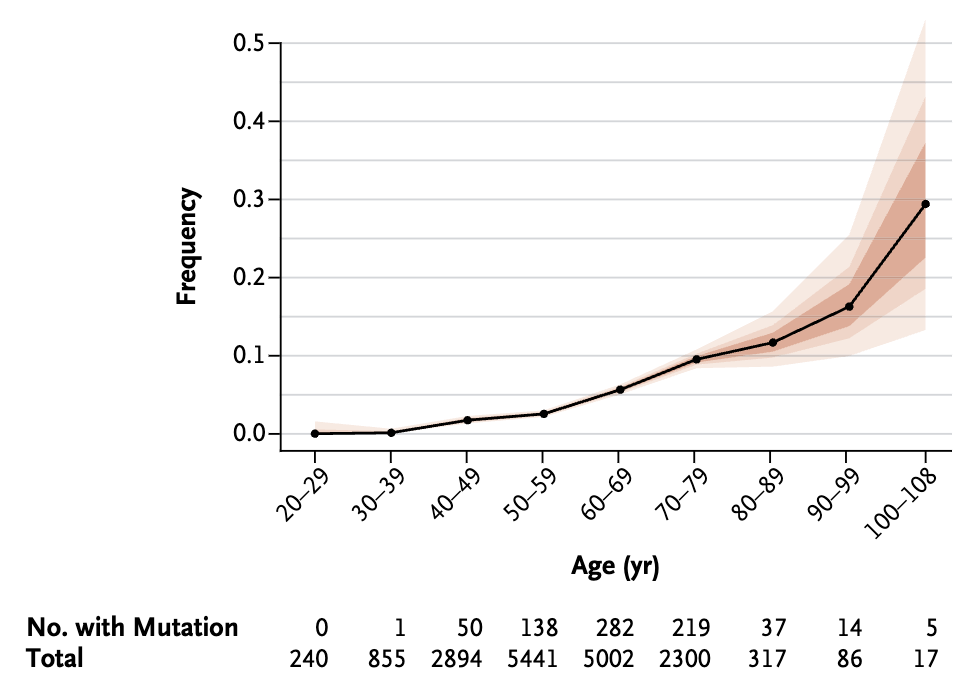 0.5
0.4
0.3
0.2
0.1
0.0
Frequency
20–29 30–39 40–49 50–59 60–69 70–79 80–89 90–99 100–108
Age (yr)
No. with Mutation 0 1 50 138 282 219 37 14 5
Total 240 855 2894 5441 5002 2300 317 86 17